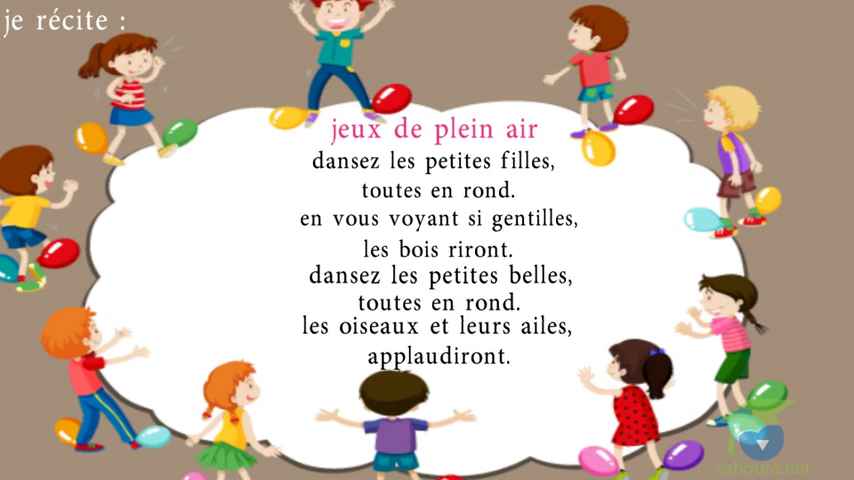 je récite :
jeux de plein air
dansez les petites filles,
toutes en rond.
en vous voyant si gentilles,
les bois riront.
dansez les petites belles,
toutes en rond.
les oiseaux et leurs ailes,
applaudiront.
saboura.net